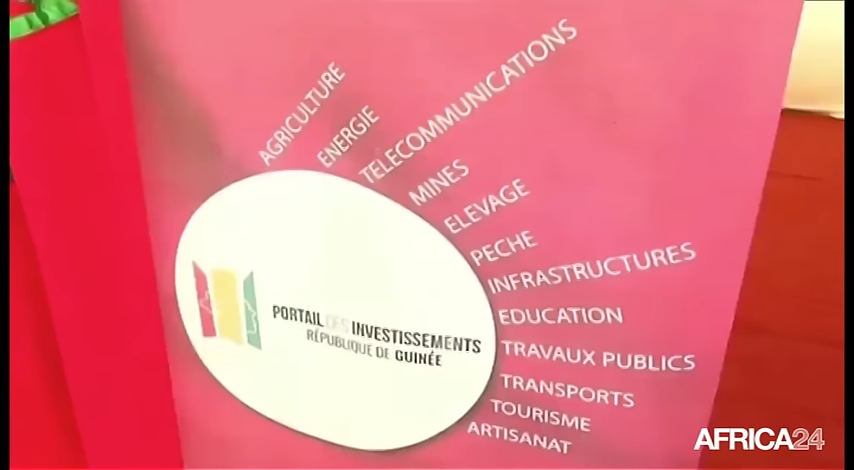 AGRICULTURE
ENERGIE
TELECOMMUNICATIONS
MINES
ELEVAGE
PECHE
INFRASTRUCTURES
EDUCATION
TRAVAUX PUBLICS
TRANSPORTS
TOURISME
ARTISANAT
PORTAIL DES INVESTISSEMENTS
RÉPUBLIQUE DE GUINÉE
AFRICA24